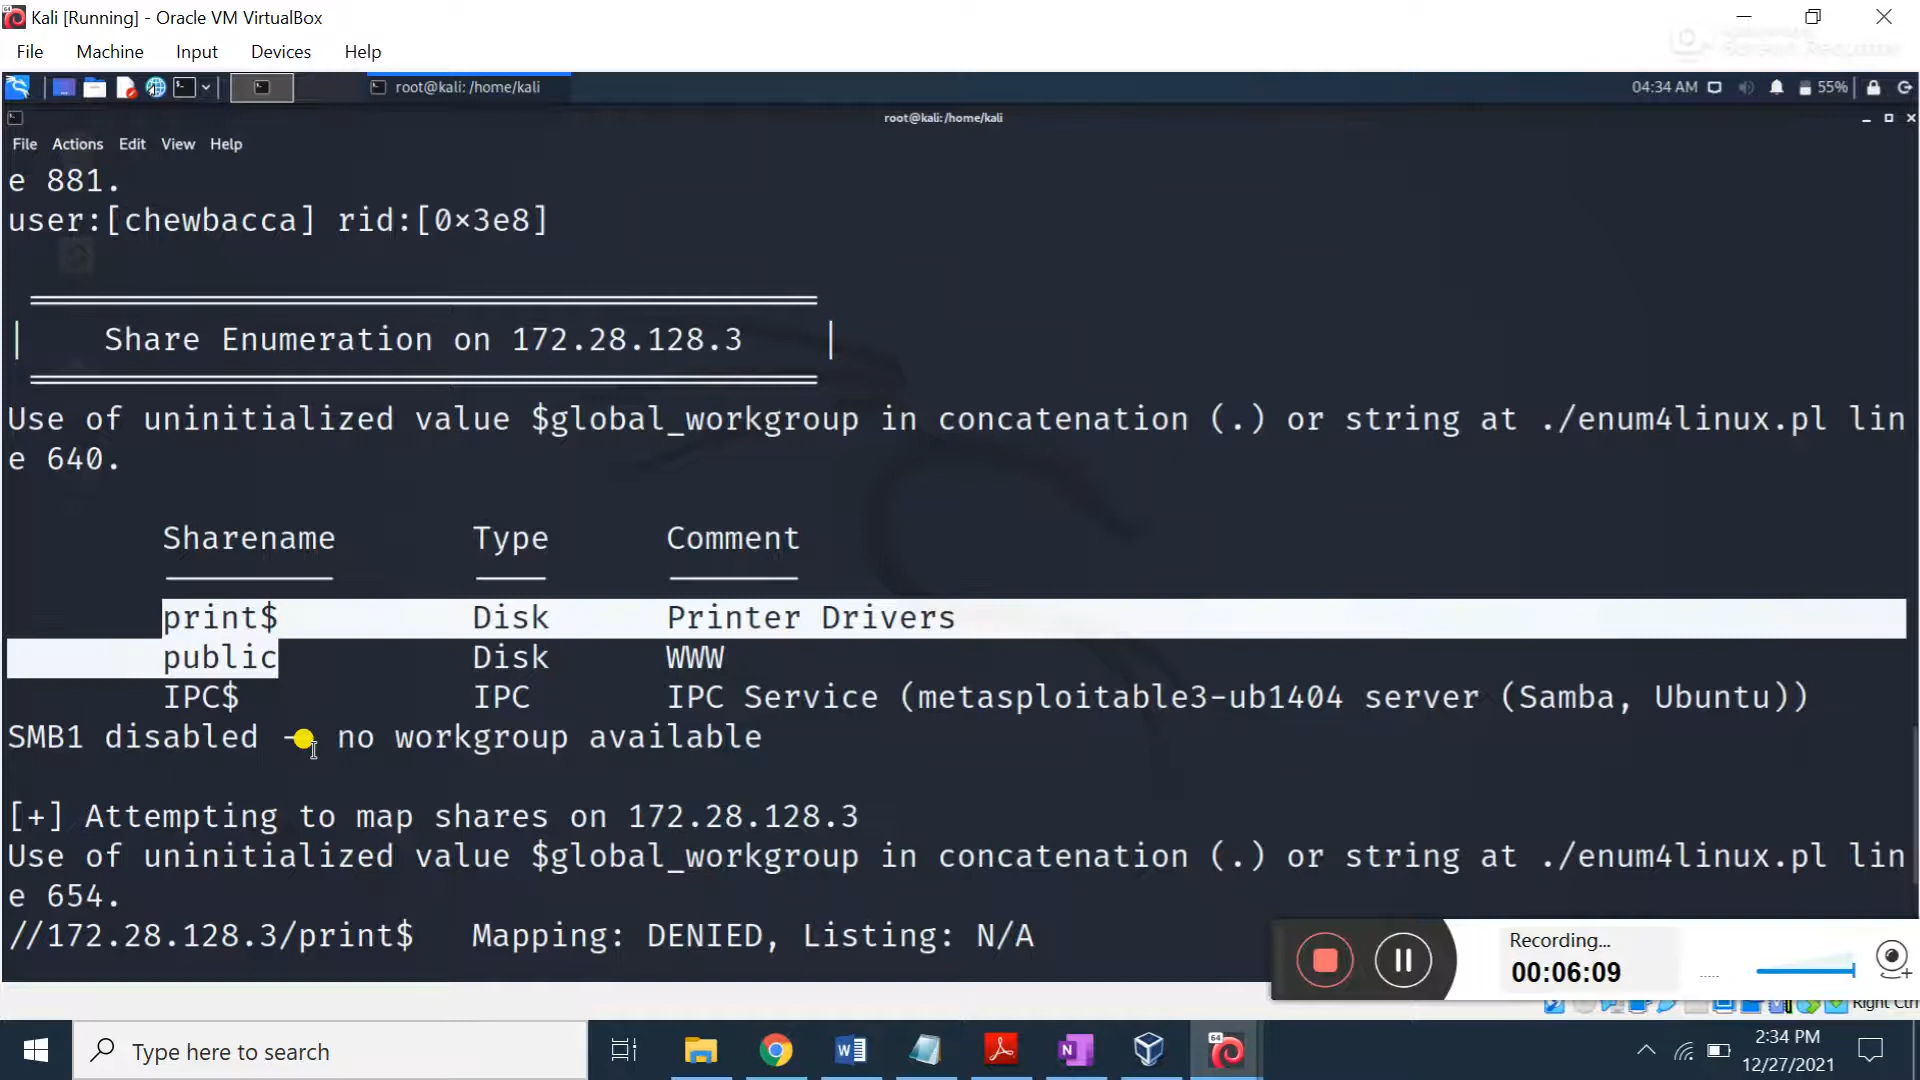 Kali [Running] - Oracle VM VirtualBox
File Machine Input Devices Help
root@kali: /home/kali
04:34 AM
55%
root@kali: /home/kali
File Actions Edit View Help
e 881.
user:[chewbacca] rid:[0×3e8]
| Share Enumeration on 172.28.128.3 |
Use of uninitialized value $global_workgroup in concatenation (.) or string at ./enum4linux.pl lin
e 640.
Sharename Type Comment
print$ Disk Printer Drivers
public Disk WWW
IPC$ IPC IPC Service (metasploitable3-ub1404 server (Samba, Ubuntu))
SMB1 disabled - no workgroup available
[+] Attempting to map shares on 172.28.128.3
Use of uninitialized value $global_workgroup in concatenation (.) or string at ./enum4linux.pl lin
e 654.
//172.28.128.3/print$ Mapping: DENIED, Listing: N/A
Recording...
00:06:09
Right Ctrl
Type here to search
64
2:34 PM
12/27/2021